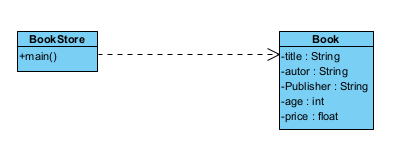 BookStore
+main()
Book
-title : String
-autor : String
-Publisher : String
-age : int
-price : float